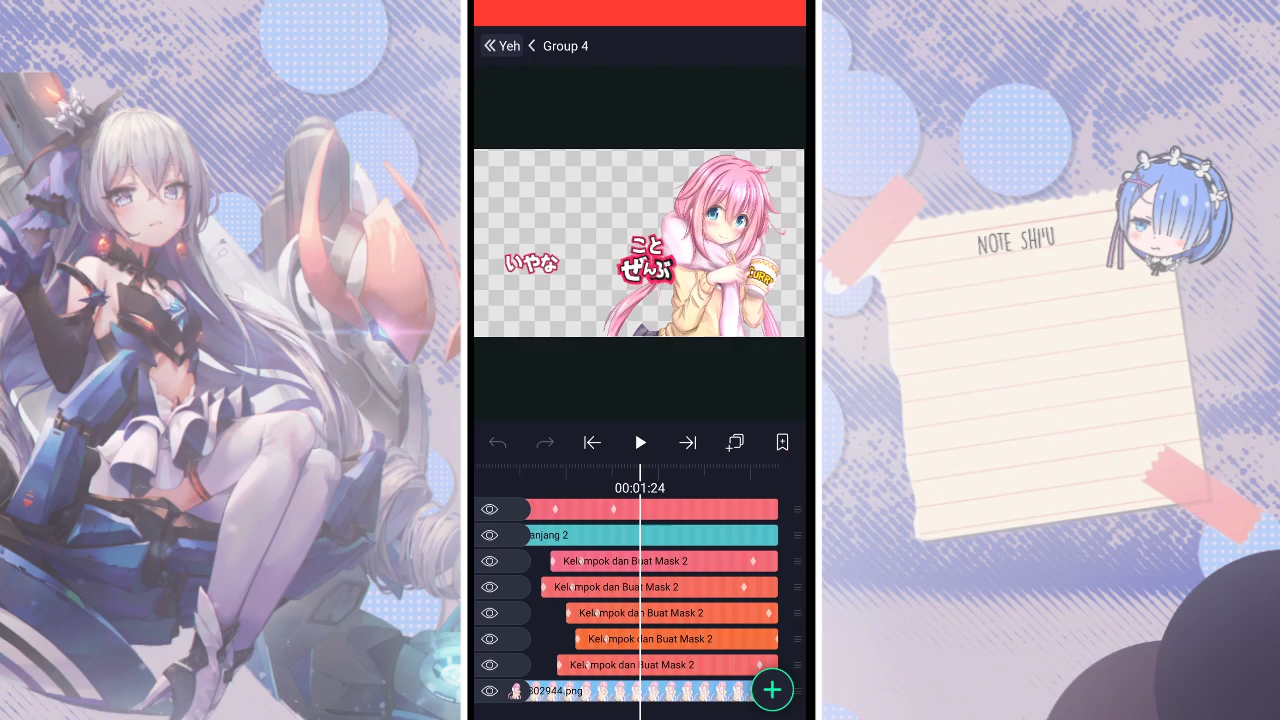 Yeh
Group 4
いやな
こと
ぜんぶ
CURRY
NOTE SHI'U
00:01:24
anjang 2
Kelompok dan Buat Mask 2
Kelompok dan Buat Mask 2
Kelompok dan Buat Mask 2
Kelompok dan Buat Mask 2
Kelompok dan Buat Mask 2
302944.png